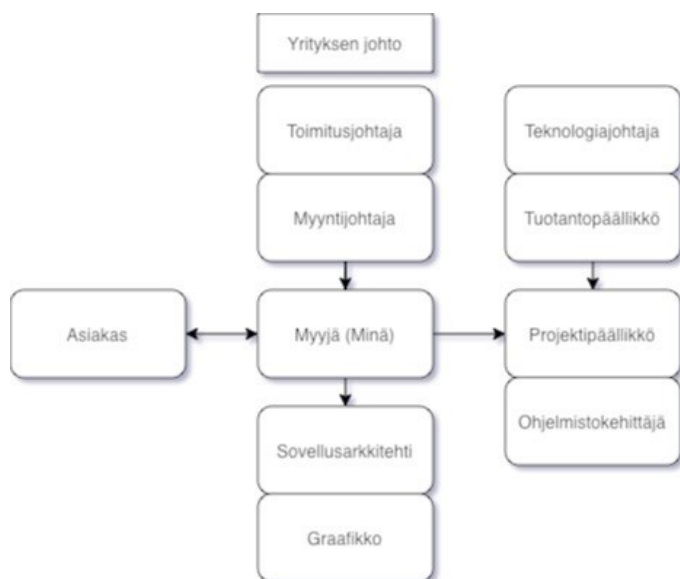 Yrityksen johto
Toimitusjohtaja
Teknologiajohtaja
Myyntijohtaja
Tuotantopäällikkö
Asiakas
Myyjä (Minä)
Projektipäällikkö
Sovellusarkkitehti
Ohjelmistokehittäjä
Graafikko